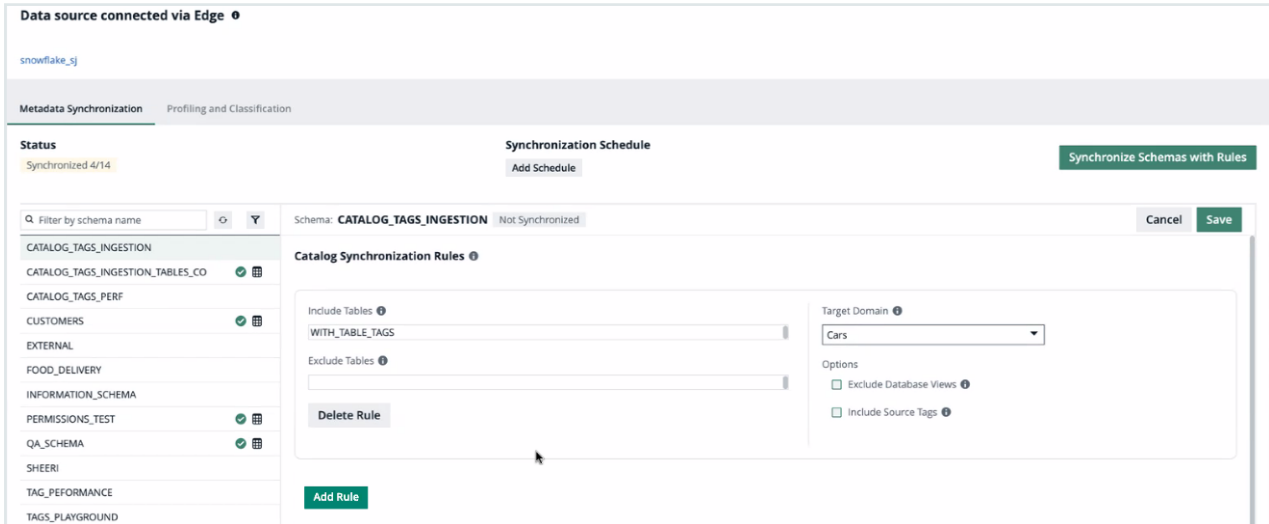 Data source connected via Edge
snowflake_sj
Metadata Synchronization
Profiling and Classification
Status
Synchronized 4/14
Synchronization Schedule
Add Schedule
Synchronize Schemas with Rules
Filter by schema name
CATALOG_TAGS_INGESTION
CATALOG_TAGS_INGESTION_TABLES_CO
CATALOG_TAGS_PERF
CUSTOMERS
EXTERNAL
FOOD_DELIVERY
INFORMATION_SCHEMA
PERMISSIONS_TEST
QA_SCHEMA
SHEERI
TAG_PEFORMANCE
TAGS_PLAYGROUND
Schema: CATALOG_TAGS_INGESTION Not Synchronized
Cancel
Save
Catalog Synchronization Rules
Include Tables
WITH_TABLE_TAGS
Exclude Tables
Delete Rule
Target Domain
Cars
Options
Exclude Database Views
Include Source Tags
Add Rule